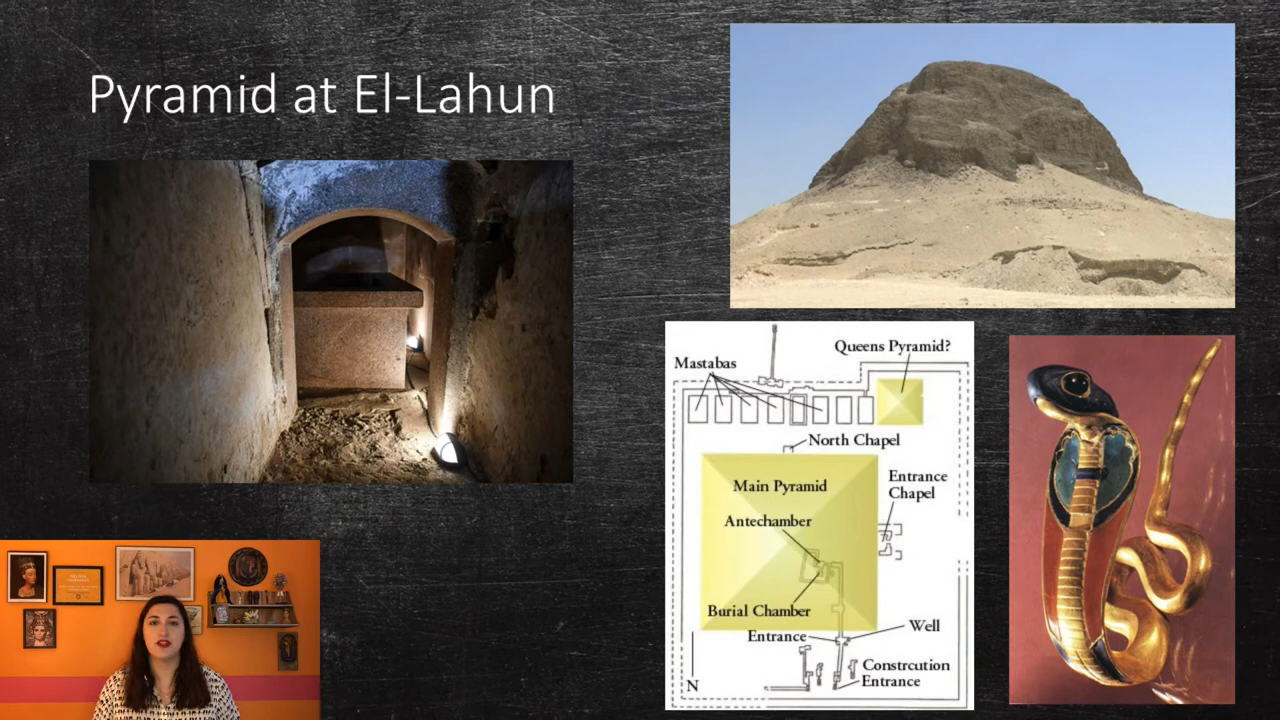 Pyramid at El-Lahun
Mastabas
Queens Pyramid?
North Chapel
Main Pyramid
Entrance
Chapel
Antechamber
Burial Chamber
Entrance
Well
Constrcution
Entrance
N